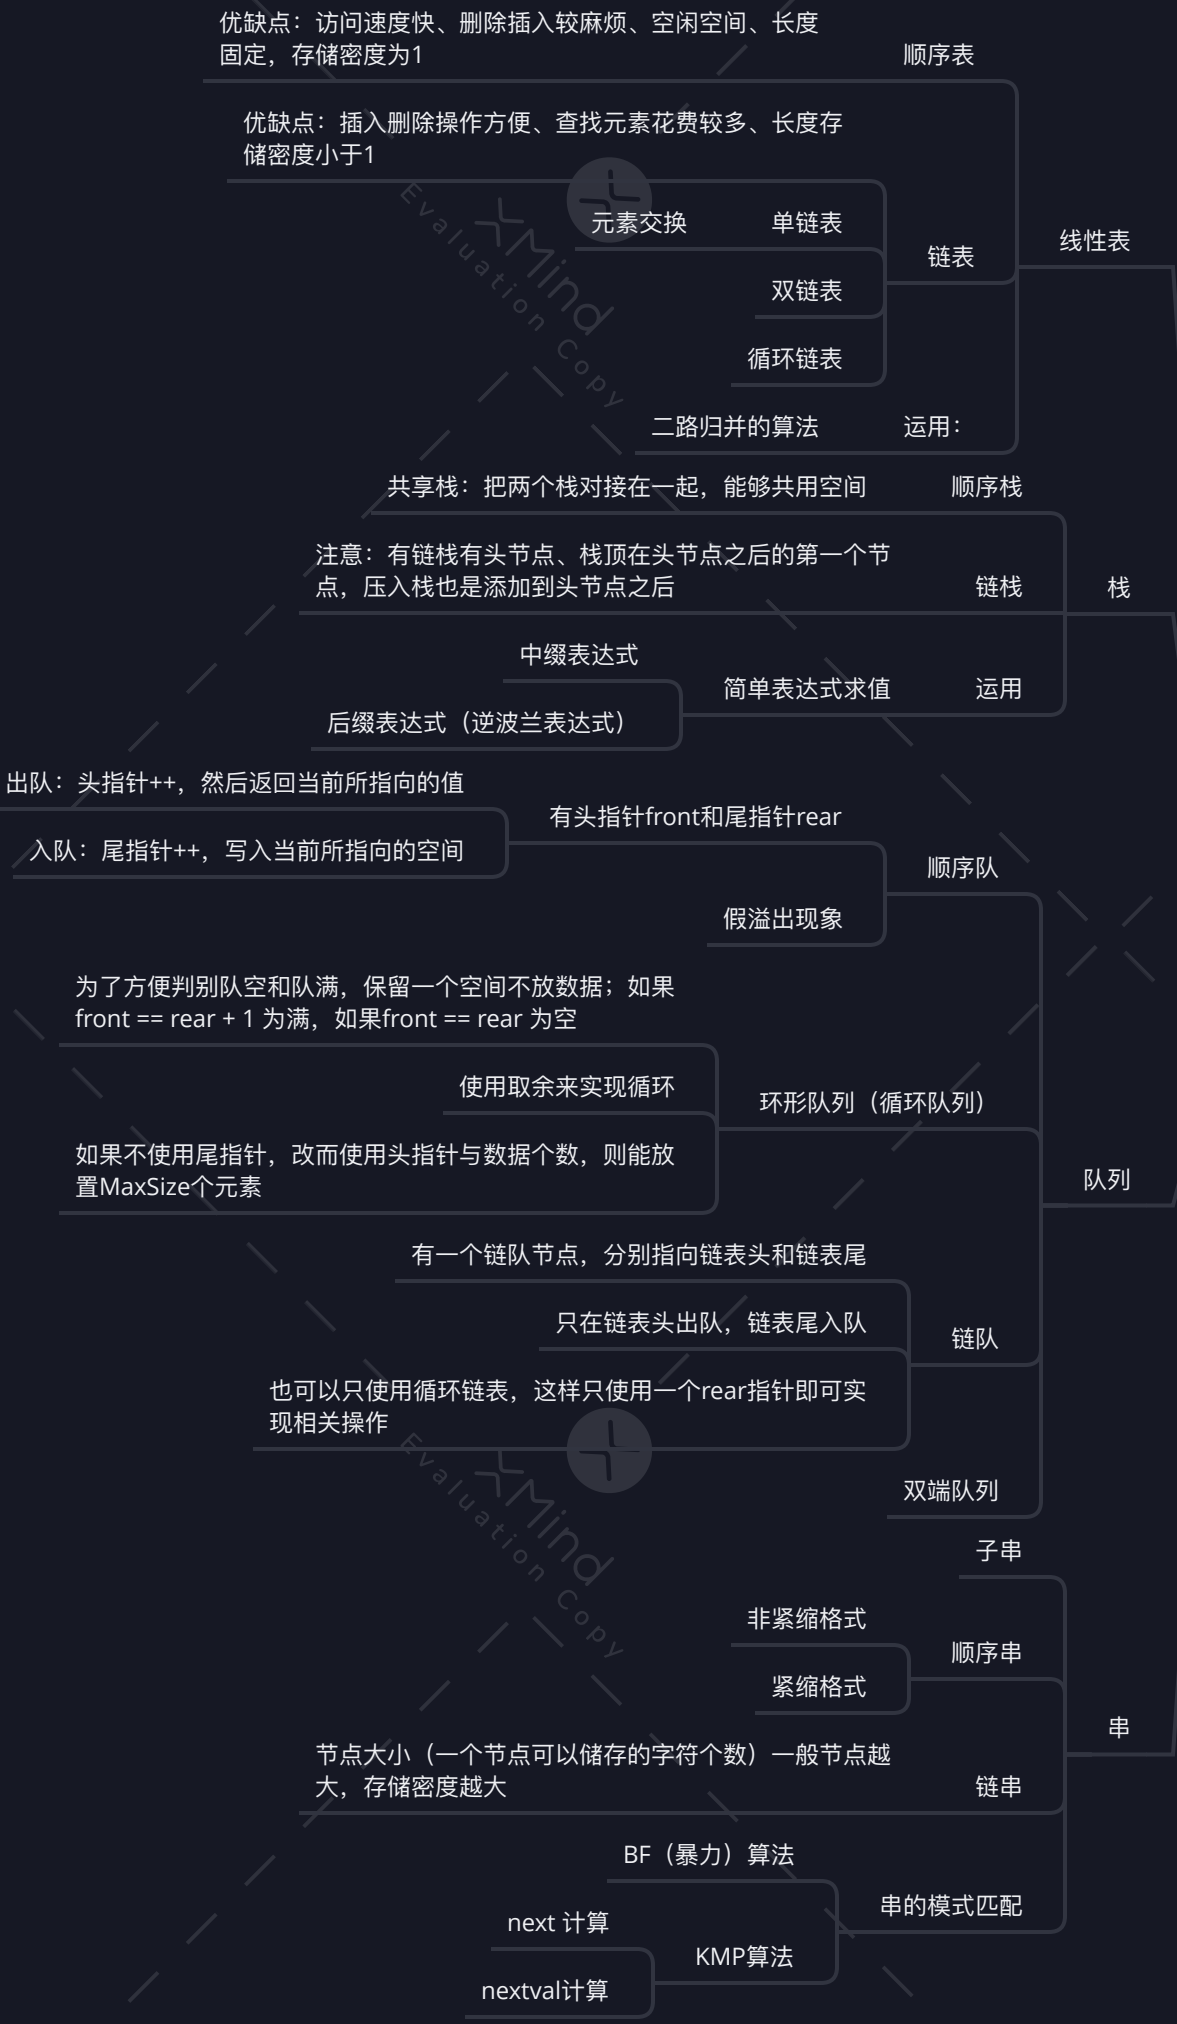 优缺点：访问速度快、删除插入较麻烦、空闲空间、长度
固定，存储密度为1
顺序表
优缺点：插入删除操作方便、查找元素花费较多、长度存
储密度小于1
元素交换
单链表
双链表
循环链表
链表
线性表
二路归并的算法
运用：
共享栈：把两个栈对接在一起，能够共用空间
顺序栈
注意：有链栈有头节点、栈顶在头节点之后的第一个节
点，压入栈也是添加到头节点之后
链栈
栈
中缀表达式
后缀表达式（逆波兰表达式）
简单表达式求值
运用
出队：头指针++，然后返回当前所指向的值
入队：尾指针++，写入当前所指向的空间
有头指针front和尾指针rear
假溢出现象
顺序队
为了方便判别队空和队满，保留一个空间不放数据；如果
front == rear + 1 为满，如果front == rear 为空
使用取余来实现循环
如果不使用尾指针，改而使用头指针与数据个数，则能放
置MaxSize个元素
环形队列（循环队列）
队列
有一个链队节点，分别指向链表头和链表尾
只在链表头出队，链表尾入队
也可以只使用循环链表，这样只使用一个rear指针即可实
现相关操作
链队
双端队列
子串
非紧缩格式
紧缩格式
顺序串
节点大小（一个节点可以储存的字符个数）一般节点越
大，存储密度越大
链串
串
BF（暴力）算法
next 计算
nextval计算
KMP算法
串的模式匹配
XMind
Evaluation Copy
XMind
Evaluation Copy